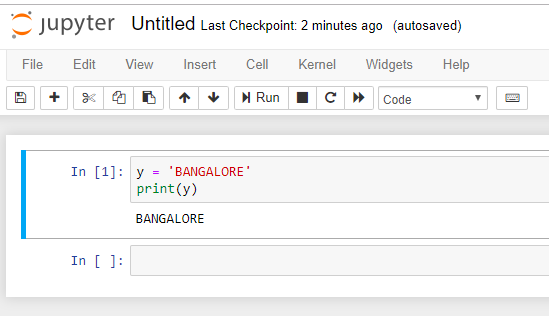 jupyter Untitled Last Checkpoint: 2 minutes ago (autosaved)
File Edit View Insert Cell Kernel Widgets Help
Run Code
In [1]: y = 'BANGALORE'
print(y)
BANGALORE
In [ ]: